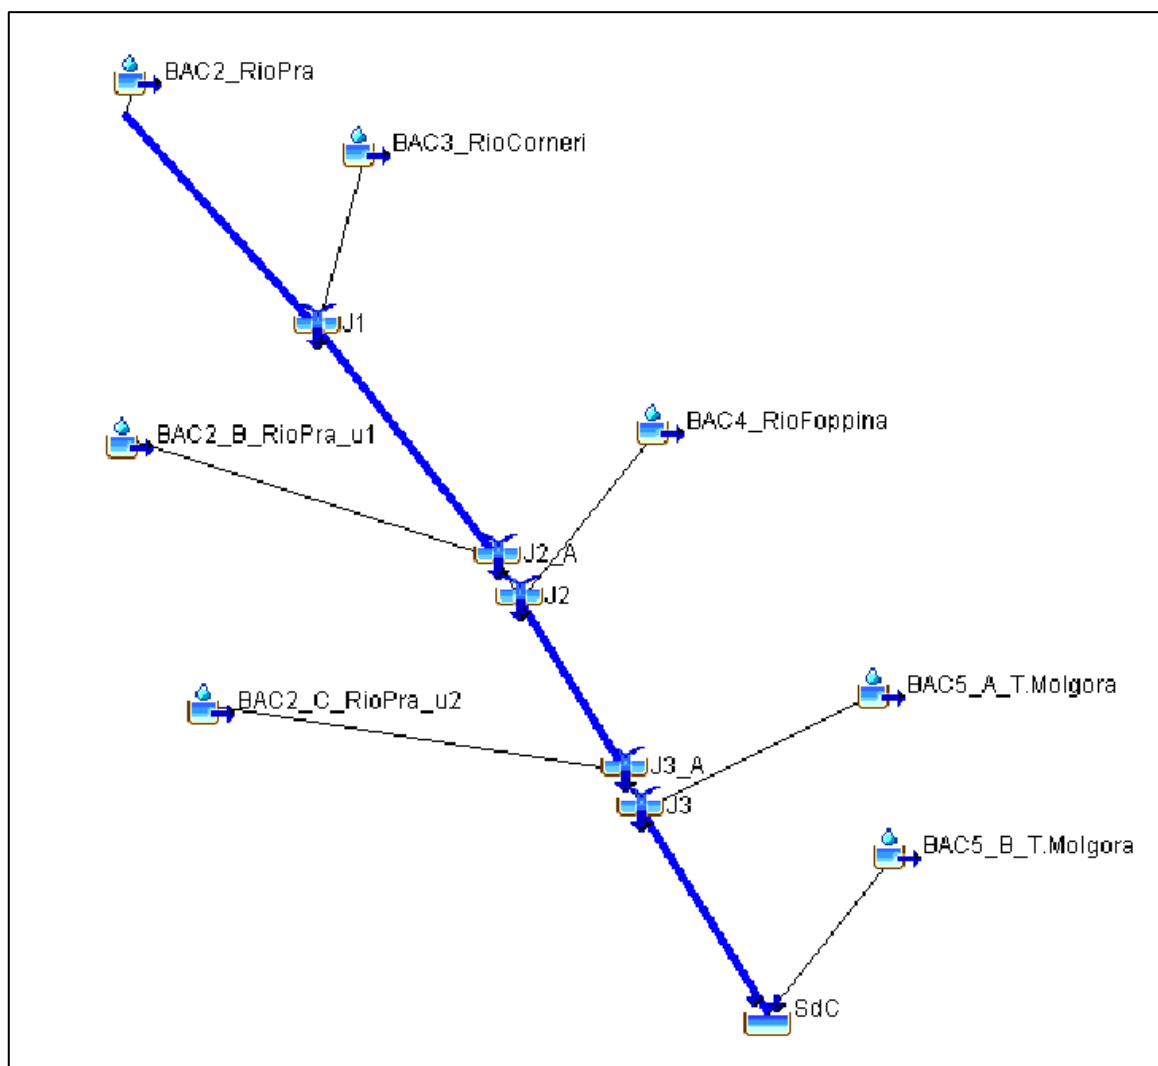 BAC2_RioPra
BAC3_RioCorneri
J1
BAC2_B_RioPra_u1
BAC4_RioFoppina
J2_A
J2
BAC2_C_RioPra_u2
BAC5_A_T.Molgora
J3_A
J3
BAC5_B_T.Molgora
SdC